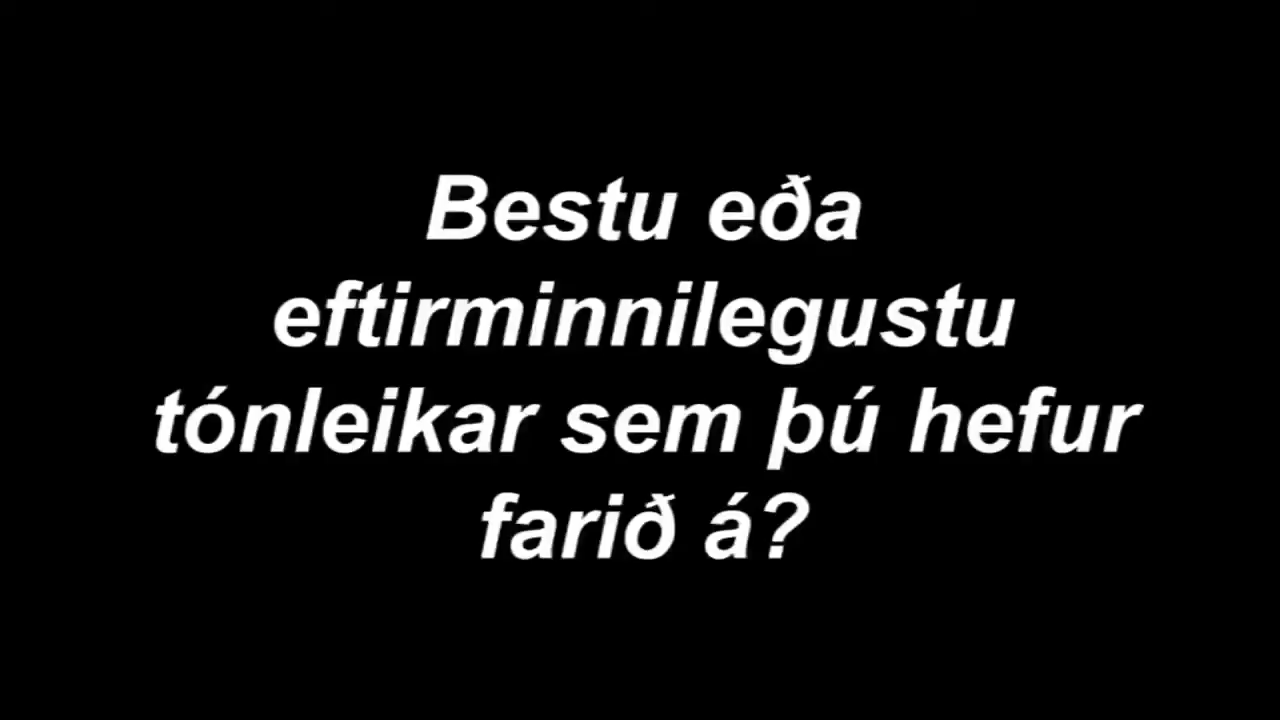 Bestu eða
eftirminnilegustu
tónleikar sem þú hefur
farið á?